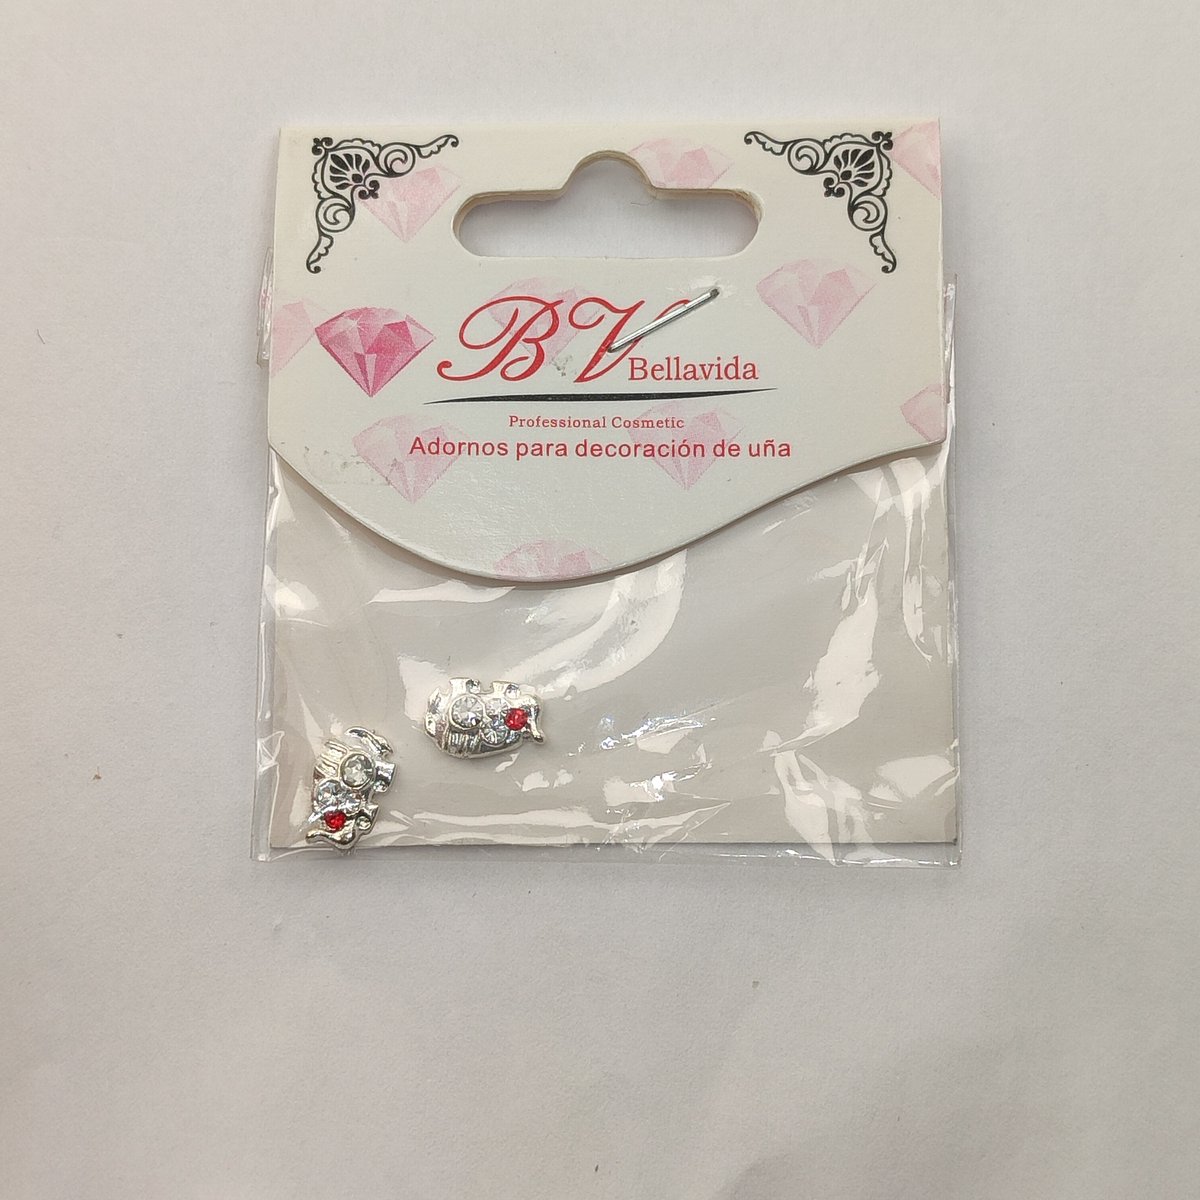 BV
Bellavida
Professional Cosmetic
Adornos para decoración de uña